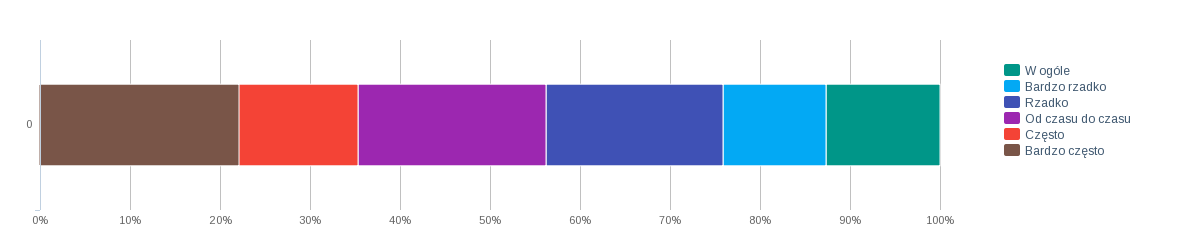 W ogóle
Bardzo rzadko
Rzadko
Od czasu do czasu
Często
Bardzo często
0
0% 10% 20% 30% 40% 50% 60% 70% 80% 90% 100%